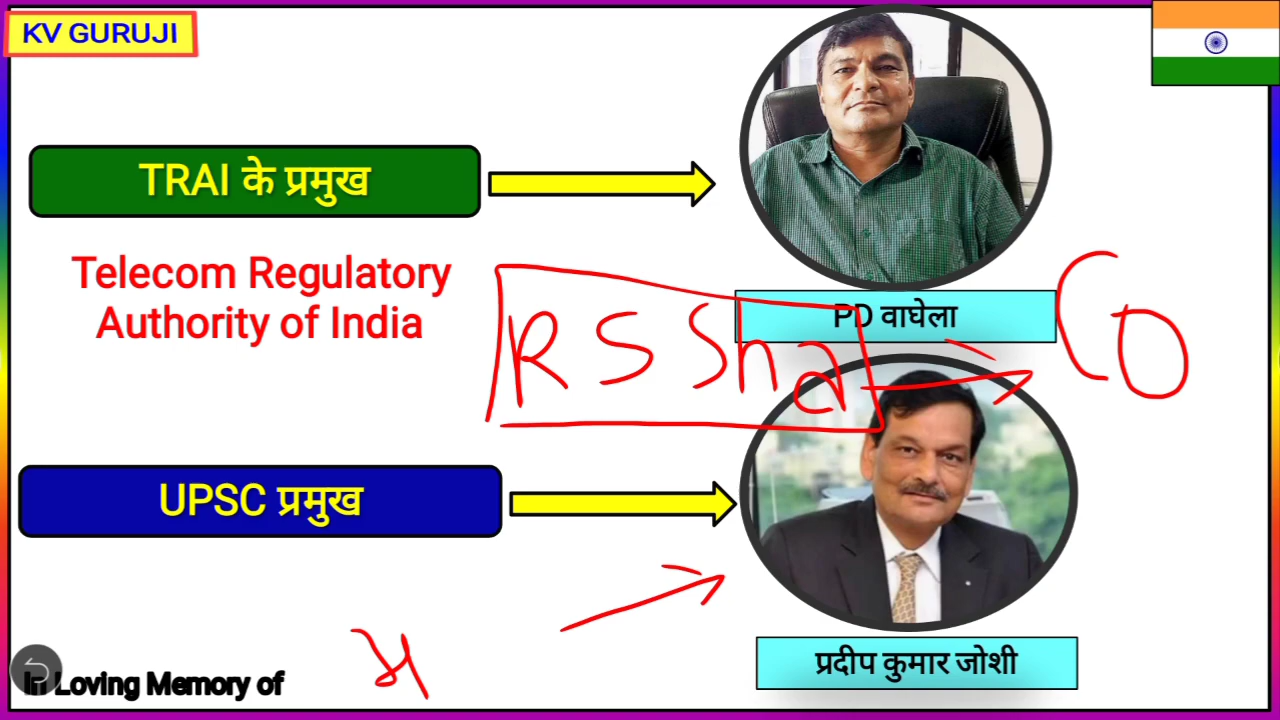 KV GURUJI
TRAI के प्रमुख
Telecom Regulatory
Authority of India
PD वाघेला
R S Sha
UPSC प्रमुख
प्रदीप कुमार जोशी
In Loving Memory of